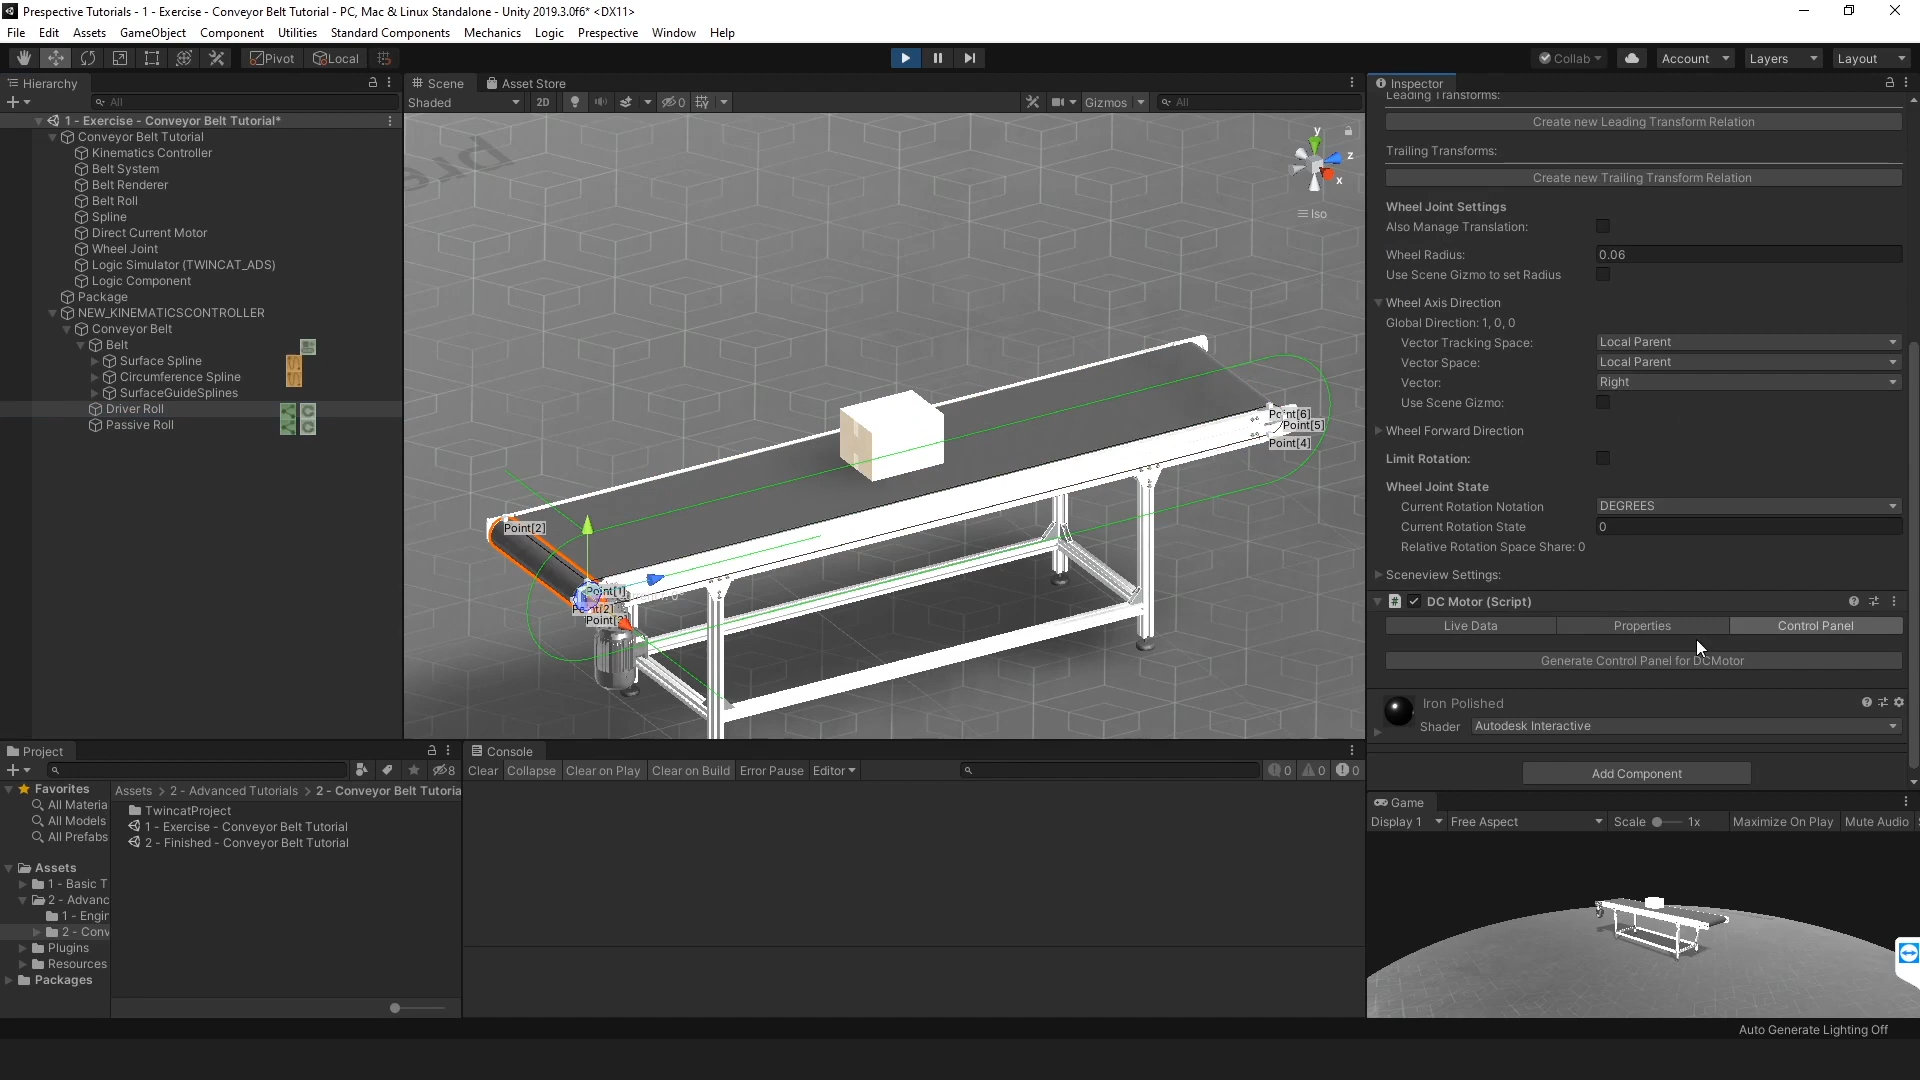 Prespective Tutorials - 1 - Exercise - Conveyor Belt Tutorial - PC, Mac & Linux Standalone - Unity 2019.3.0f6* <DX11>
File Edit Assets GameObject Component Utilities Standard Components Mechanics Logic Prespective Window Help
Pivot Local Collab Account Layers Layout
Hierarchy
All
1 - Exercise - Conveyor Belt Tutorial*
Conveyor Belt Tutorial
Kinematics Controller
Belt System
Belt Renderer
Belt Roll
Spline
Direct Current Motor
Wheel Joint
Logic Simulator (TWINCAT_ADS)
Logic Component
Package
NEW_KINEMATICSCONTROLLER
Conveyor Belt
Belt
Surface Spline
Circumference Spline
SurfaceGuideSplines
Driver Roll
Passive Roll
Scene Asset Store
Shaded 2D 0 Gizmos All
y
z
x
Iso
Point[6]
Point[5]
Point[4]
Point[2]
Point[1]
Point[2]
Inspector
Leading Transforms:
Create new Leading Transform Relation
Trailing Transforms:
Create new Trailing Transform Relation
Wheel Joint Settings
Also Manage Translation:
Wheel Radius: 0.06
Use Scene Gizmo to set Radius
Wheel Axis Direction
Global Direction: 1, 0, 0
Vector Tracking Space: Local Parent
Vector Space: Local Parent
Vector: Right
Use Scene Gizmo:
Wheel Forward Direction
Limit Rotation:
Wheel Joint State
Current Rotation Notation DEGREES
Current Rotation State 0
Relative Rotation Space Share: 0
Sceneview Settings:
DC Motor (Script)
Live Data Properties Control Panel
Generate Control Panel for DCMotor
Iron Polished
Shader Autodesk Interactive
Add Component
Project
8
Favorites
All Materia
All Models
All Prefabs
Assets
1 - Basic T
2 - Advanc
1 - Engin
2 - Conv
Plugins
Resources
Packages
Assets > 2 - Advanced Tutorials > 2 - Conveyor Belt Tutoria
TwincatProject
1 - Exercise - Conveyor Belt Tutorial
2 - Finished - Conveyor Belt Tutorial
Console
Clear Collapse Clear on Play Clear on Build Error Pause Editor 0 0 0
Game
Display 1 Free Aspect Scale 1x Maximize On Play Mute Audio
Auto Generate Lighting Off